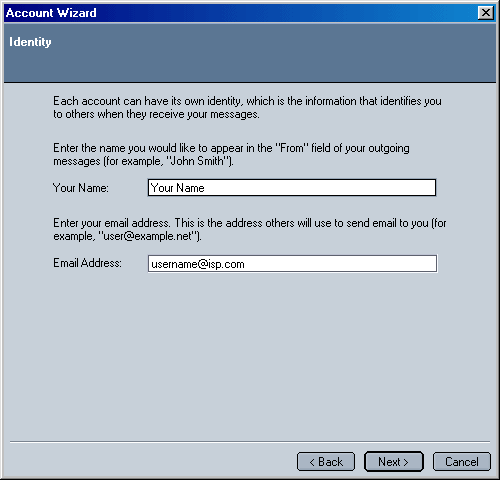 Account Wizard
Identity
Each account can have its own identity, which is the information that identifies you
to others when they receive your messages.
Enter the name you would like to appear in the "From" field of your outgoing
messages (for example, "John Smith").
Your Name: Your Name
Enter your email address. This is the address others will use to send email to you (for
example, "user@example.net").
Email Address: username@isp.com
< Back Next > Cancel